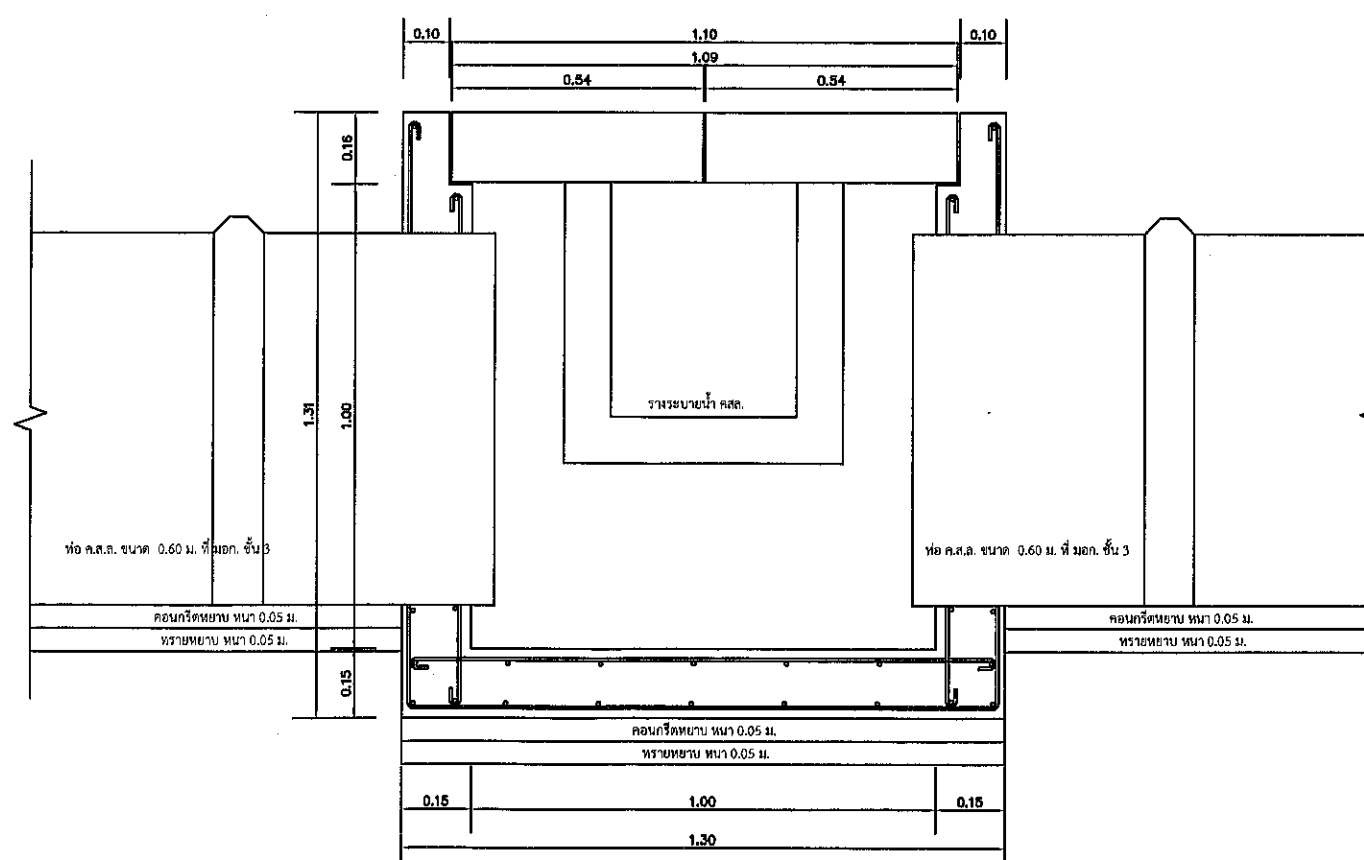 0.10 1.10 0.10
1.09
0.54 0.54
0.16
1.31
1.00
รางระบายน้ำ คสล.
ท่อ ค.ส.ล. ขนาด 0.60 ม. ที่ มอก. ชั้น 3
ท่อ ค.ส.ล. ขนาด 0.60 ม. ที่ มอก. ชั้น 3
คอนกรีตหยาบ หนา 0.05 ม.
คอนกรีตหยาบ หนา 0.05 ม.
ทรายหยาบ หนา 0.05 ม.
ทรายหยาบ หนา 0.05 ม.
0.15
คอนกรีตหยาบ หนา 0.05 ม.
ทรายหยาบ หนา 0.05 ม.
0.15 1.00 0.15
1.30